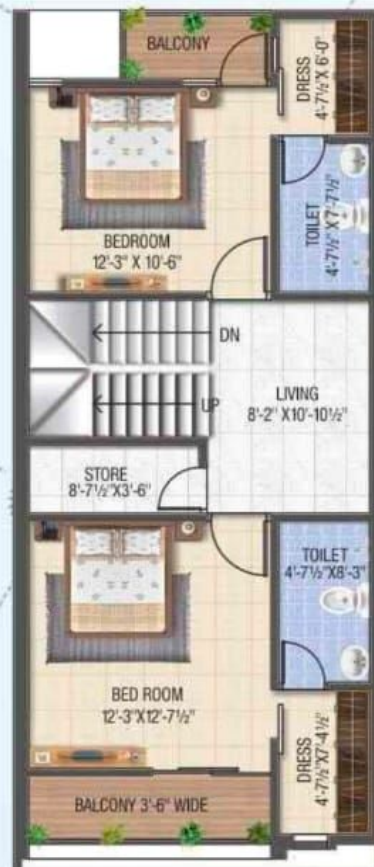 BALCONY
DRESS
4'-7½"X 6'-0"
BEDROOM
12'-3" X 10'-6"
TOILET
4'-7½"X7'-7½"
DN
UP
LIVING
8'-2" X10'-10½"
STORE
8'-7½"X3'-6"
TOILET
4'-7½"X8'-3"
BED ROOM
12'-3"X12'-7½"
DRESS
4'-7½"X7'-4½"
BALCONY 3'-6" WIDE